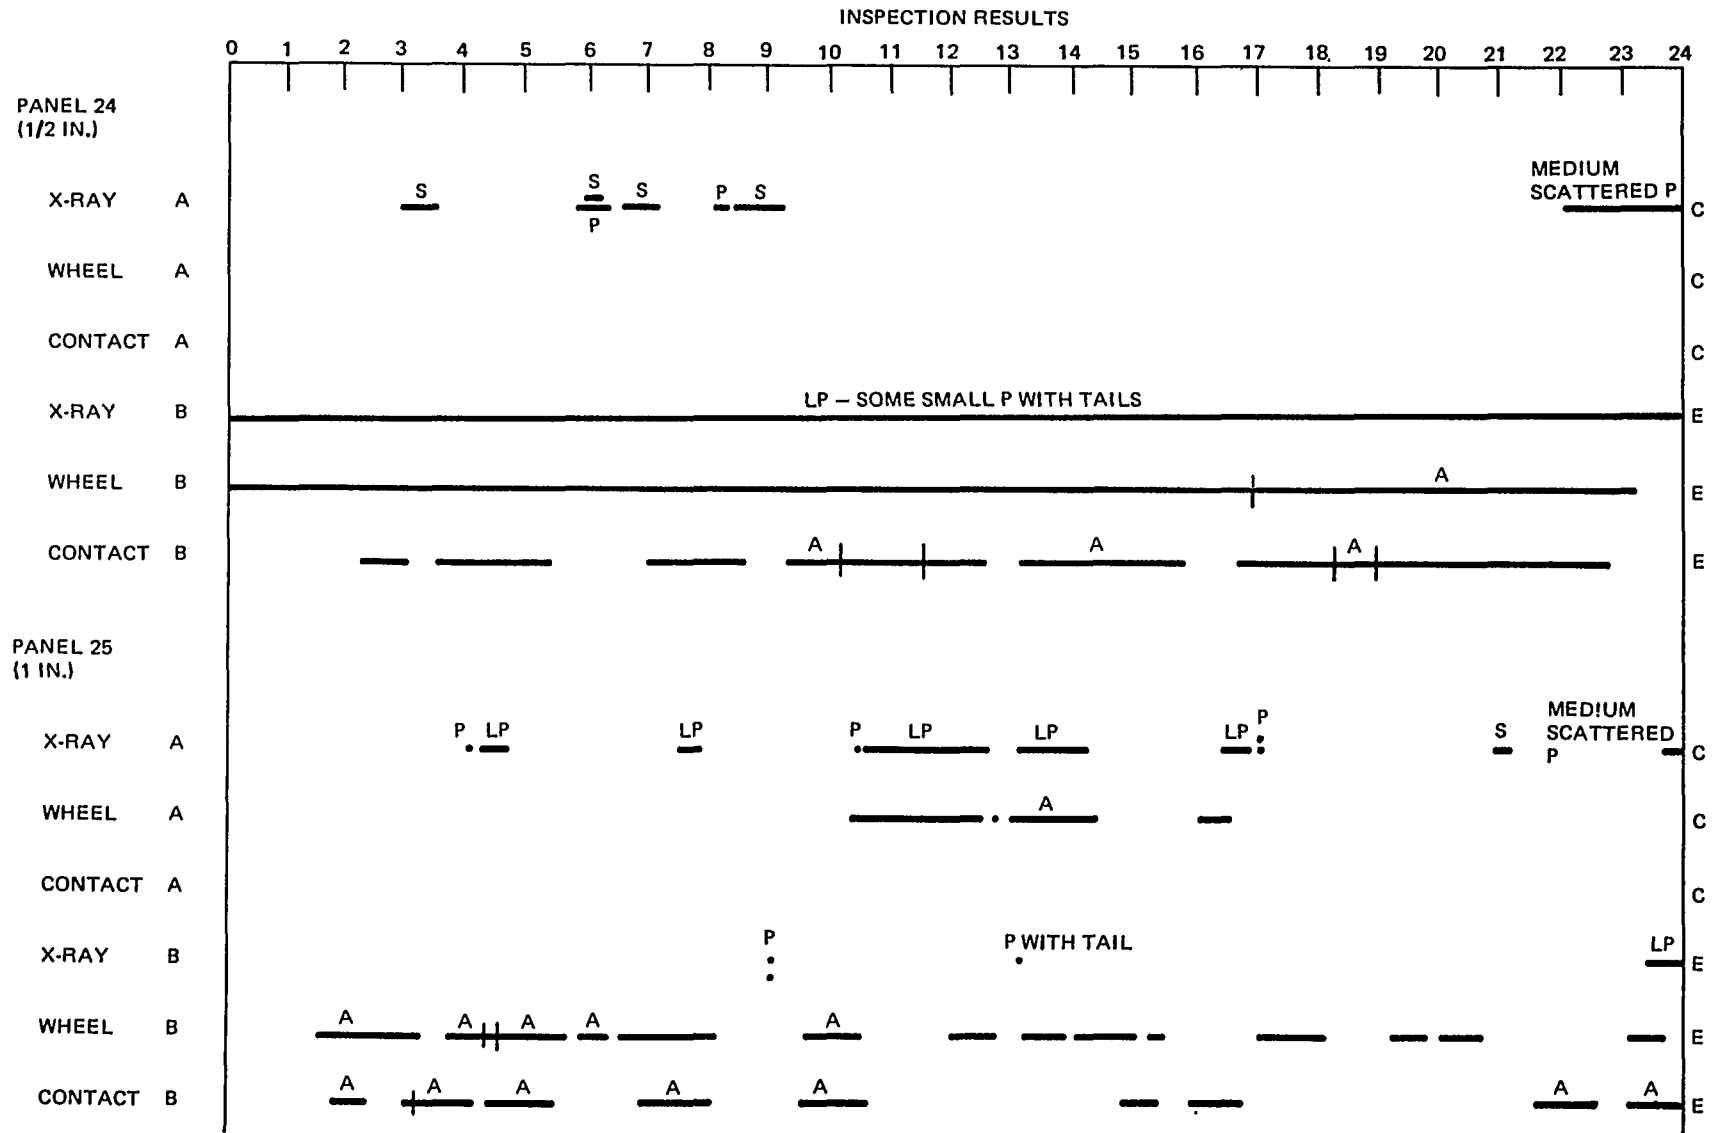 INSPECTION RESULTS
0 1 2 3 4 5 6 7 8 9 10 11 12 13 14 15 16 17 18 19 20 21 22 23 24
PANEL 24
(1/2 IN.)
MEDIUM
SCATTERED P
S S S P S
X-RAY A C
P
WHEEL A C
CONTACT A C
LP – SOME SMALL P WITH TAILS
X-RAY B E
A
WHEEL B E
A A A
CONTACT B E
PANEL 25
(1 IN.)
MEDIUM
SCATTERED
P
P LP LP P LP LP LP P S
X-RAY A C
A
WHEEL A C
CONTACT A C
P P WITH TAIL LP
X-RAY B E
A A A A A
WHEEL B E
A A A A A A A
CONTACT B E